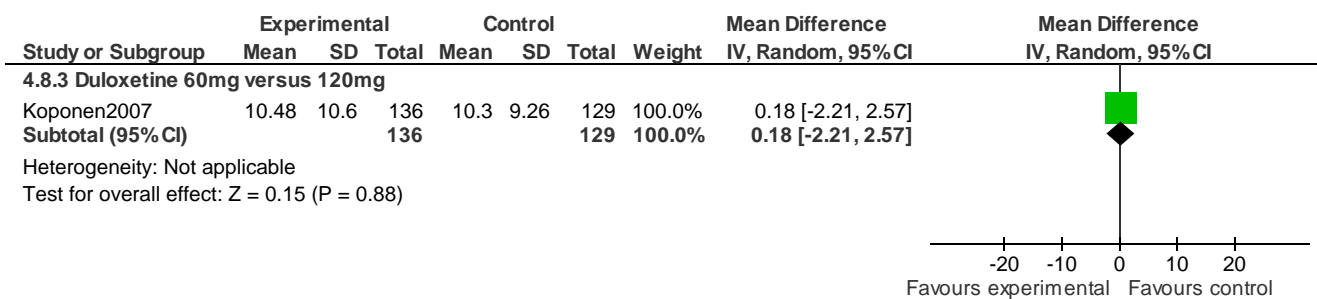 Experimental Control Mean Difference Mean Difference
Study or Subgroup Mean SD Total Mean SD Total Weight IV, Random, 95% CI IV, Random, 95% CI
4.8.3 Duloxetine 60mg versus 120mg
Koponen2007 10.48 10.6 136 10.3 9.26 129 100.0% 0.18 [-2.21, 2.57]
Subtotal (95% CI) 136 129 100.0% 0.18 [-2.21, 2.57]
Heterogeneity: Not applicable
Test for overall effect: Z = 0.15 (P = 0.88)
-20 -10 0 10 20
Favours experimental Favours control